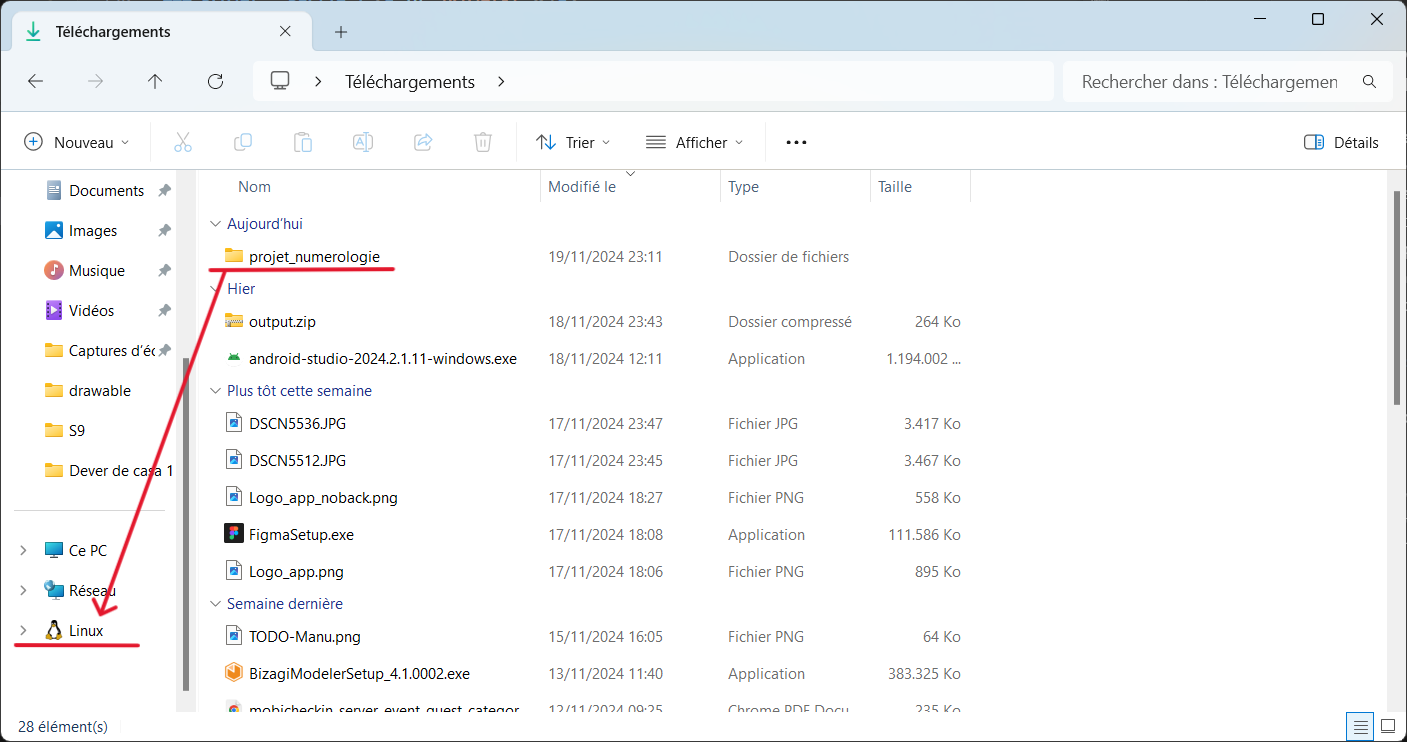 Téléchargements
Téléchargements
Rechercher dans : Téléchargemen
Nouveau
Trier
Afficher
Détails
Documents
Images
Musique
Vidéos
Captures d'éc
drawable
S9
Dever de casa 1
Ce PC
Réseau
Linux
Nom Modifié le Type Taille
Aujourd'hui
projet_numerologie 19/11/2024 23:11 Dossier de fichiers
Hier
output.zip 18/11/2024 23:43 Dossier compressé 264 Ko
android-studio-2024.2.1.11-windows.exe 18/11/2024 12:11 Application 1.194.002 ...
Plus tôt cette semaine
DSCN5536.JPG 17/11/2024 23:47 Fichier JPG 3.417 Ko
DSCN5512.JPG 17/11/2024 23:45 Fichier JPG 3.467 Ko
Logo_app_noback.png 17/11/2024 18:27 Fichier PNG 558 Ko
FigmaSetup.exe 17/11/2024 18:08 Application 111.586 Ko
Logo_app.png 17/11/2024 18:06 Fichier PNG 895 Ko
Semaine dernière
TODO-Manu.png 15/11/2024 16:05 Fichier PNG 64 Ko
BizagiModelerSetup_4.1.0002.exe 13/11/2024 11:40 Application 383.325 Ko
mobicheckin_server_event_guest_categor 12/11/2024 09:25 Chrome PDF Docu 235 Ko
28 élément(s)